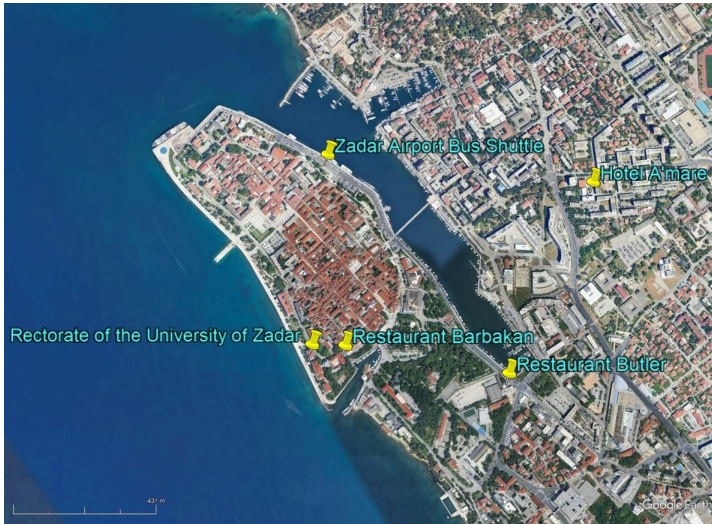 Zadar Airport Bus Shuttle
Hotel A'mare
Rectorate of the University of Zadar
Restaurant Barbakan
Restaurant Butler
431 m
Google Earth